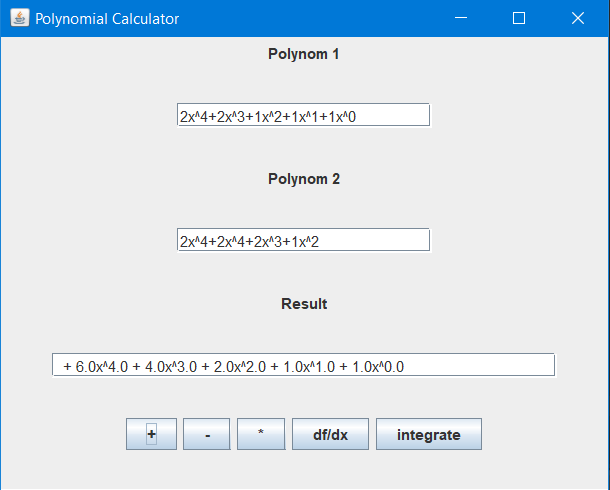 Polynomial Calculator
Polynom 1
2x^4+2x^3+1x^2+1x^1+1x^0
Polynom 2
2x^4+2x^4+2x^3+1x^2
Result
+ 6.0x^4.0 + 4.0x^3.0 + 2.0x^2.0 + 1.0x^1.0 + 1.0x^0.0
+ - * df/dx integrate